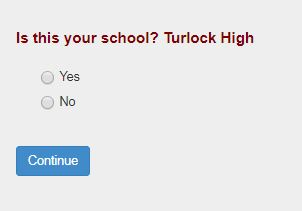 Is this your school? Turlock High
Yes
No
Continue